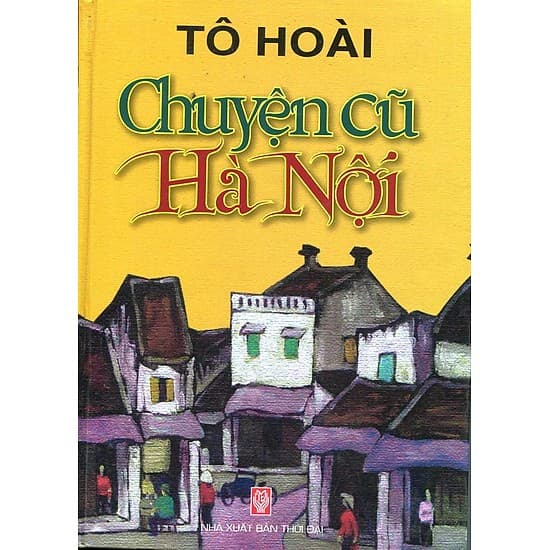 TÔ HOÀI
Chuyện cũ
Hà Nội
NHÀ XUẤT BẢN THỜI ĐẠI